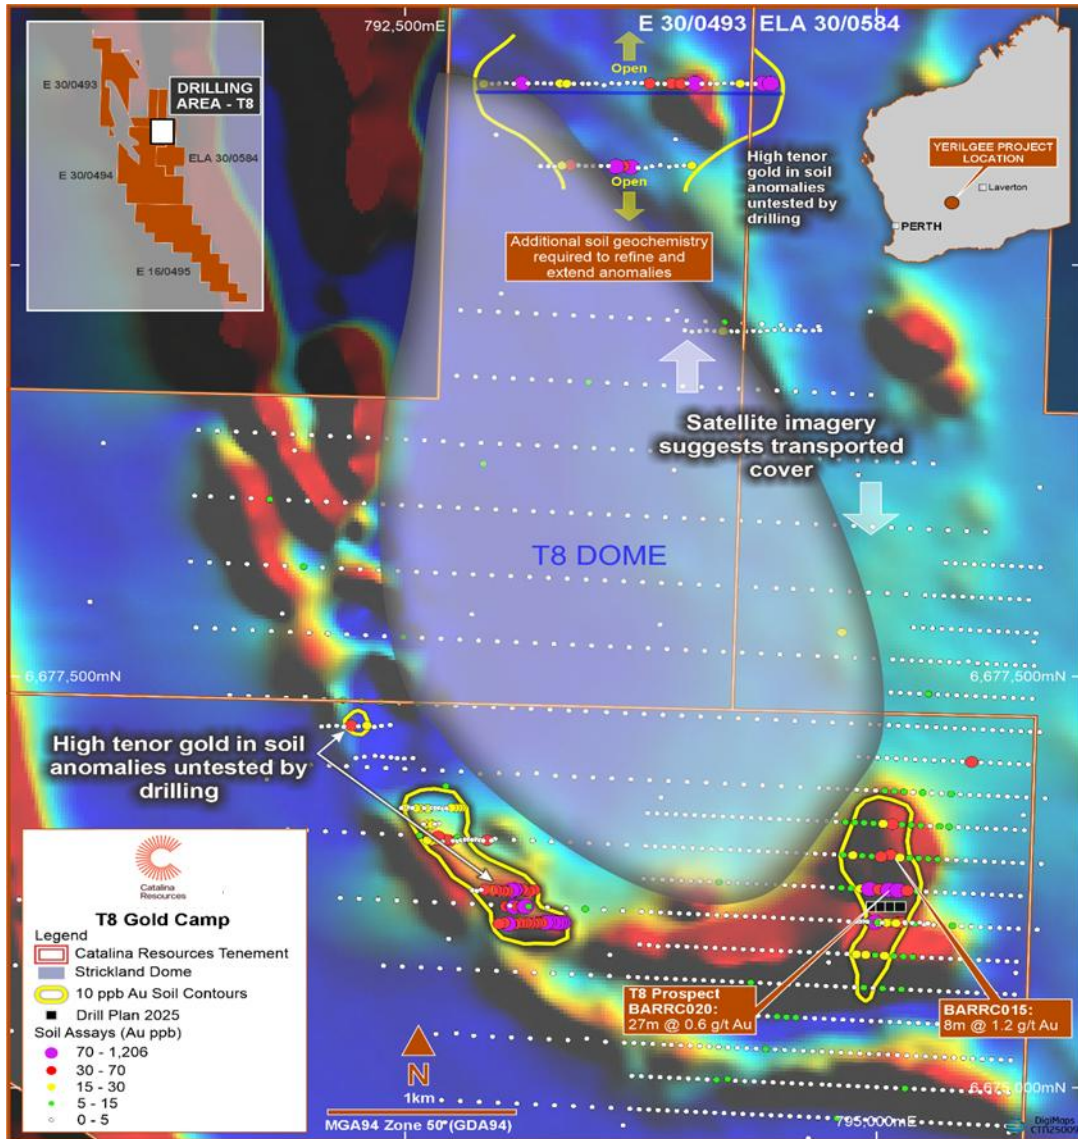 792,500mE
E 30/0493
ELA 30/0584
Open
E 30/0493
DRILLING
AREA - T8
ELA 30/0584
E 30/0494
E 16/0495
YERILGEE PROJECT
LOCATION
Laverton
PERTH
High tenor
gold in soil
anomalies
untested by
drilling
Open
Additional soil geochemistry
required to refine and
extend anomalies
Satellite imagery
suggests transported
cover
T8 DOME
6,677,500mN
6,677,500mN
High tenor gold in soil
anomalies untested by
drilling
Catalina
Resources
T8 Gold Camp
Legend
Catalina Resources Tenement
Strickland Dome
10 ppb Au Soil Contours
Drill Plan 2025
Soil Assays (Au ppb)
70 - 1,206
30 - 70
15 - 30
5 - 15
0 - 5
T8 Prospect
BARRC020:
27m @ 0.6 g/t Au
BARRC015:
8m @ 1.2 g/t Au
N
1km
MGA94 Zone 50 (GDA94)
6,675,000mN
795,000mE
DigiMaps
CTN25009